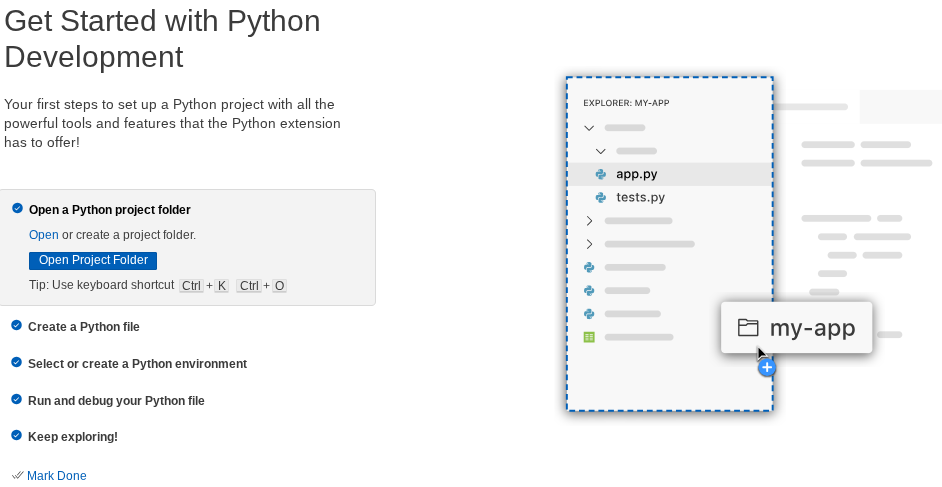 Get Started with Python
Development
Your first steps to set up a Python project with all the
powerful tools and features that the Python extension
has to offer!
Open a Python project folder
Open or create a project folder.
Open Project Folder
Tip: Use keyboard shortcut Ctrl + K Ctrl + O
Create a Python file
Select or create a Python environment
Run and debug your Python file
Keep exploring!
Mark Done
EXPLORER: MY-APP
app.py
tests.py
my-app